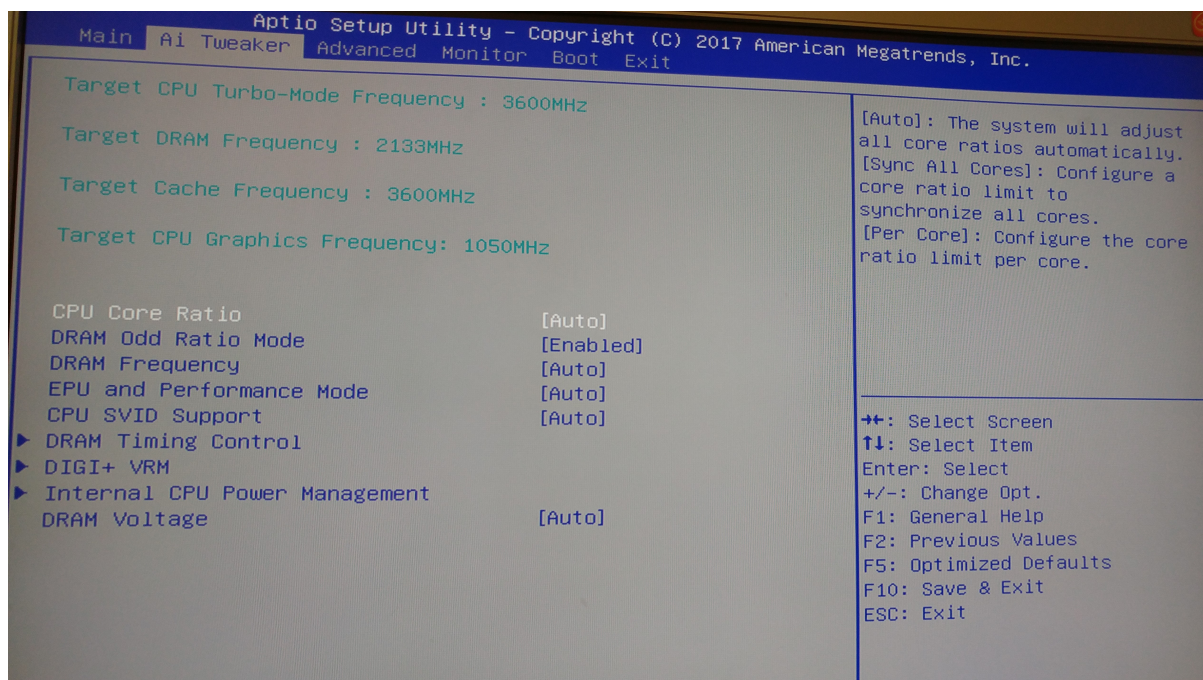 Aptio Setup Utility – Copyright (C) 2017 American Megatrends, Inc.
Main Ai Tweaker Advanced Monitor Boot Exit
Target CPU Turbo-Mode Frequency : 3600MHz
Target DRAM Frequency : 2133MHz
Target Cache Frequency : 3600MHz
Target CPU Graphics Frequency: 1050MHz
CPU Core Ratio [Auto]
DRAM Odd Ratio Mode [Enabled]
DRAM Frequency [Auto]
EPU and Performance Mode [Auto]
CPU SVID Support [Auto]
▶ DRAM Timing Control
▶ DIGI+ VRM
▶ Internal CPU Power Management
DRAM Voltage [Auto]
[Auto]: The system will adjust
all core ratios automatically.
[Sync All Cores]: Configure a
core ratio limit to
synchronize all cores.
[Per Core]: Configure the core
ratio limit per core.
→←: Select Screen
↑↓: Select Item
Enter: Select
+/-: Change Opt.
F1: General Help
F2: Previous Values
F5: Optimized Defaults
F10: Save & Exit
ESC: Exit